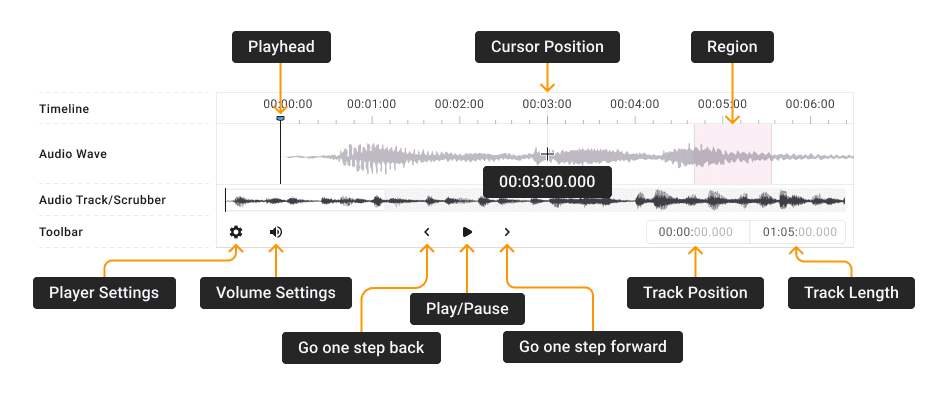 Playhead
Cursor Position
Region
Timeline
00:00:00
00:01:00
00:02:00
00:03:00
00:04:00
00:05:00
00:06:00
Audio Wave
00:03:00.000
Audio Track/Scrubber
Toolbar
00:00:00.000
01:05:00.000
Player Settings
Volume Settings
Play/Pause
Track Position
Track Length
Go one step back
Go one step forward